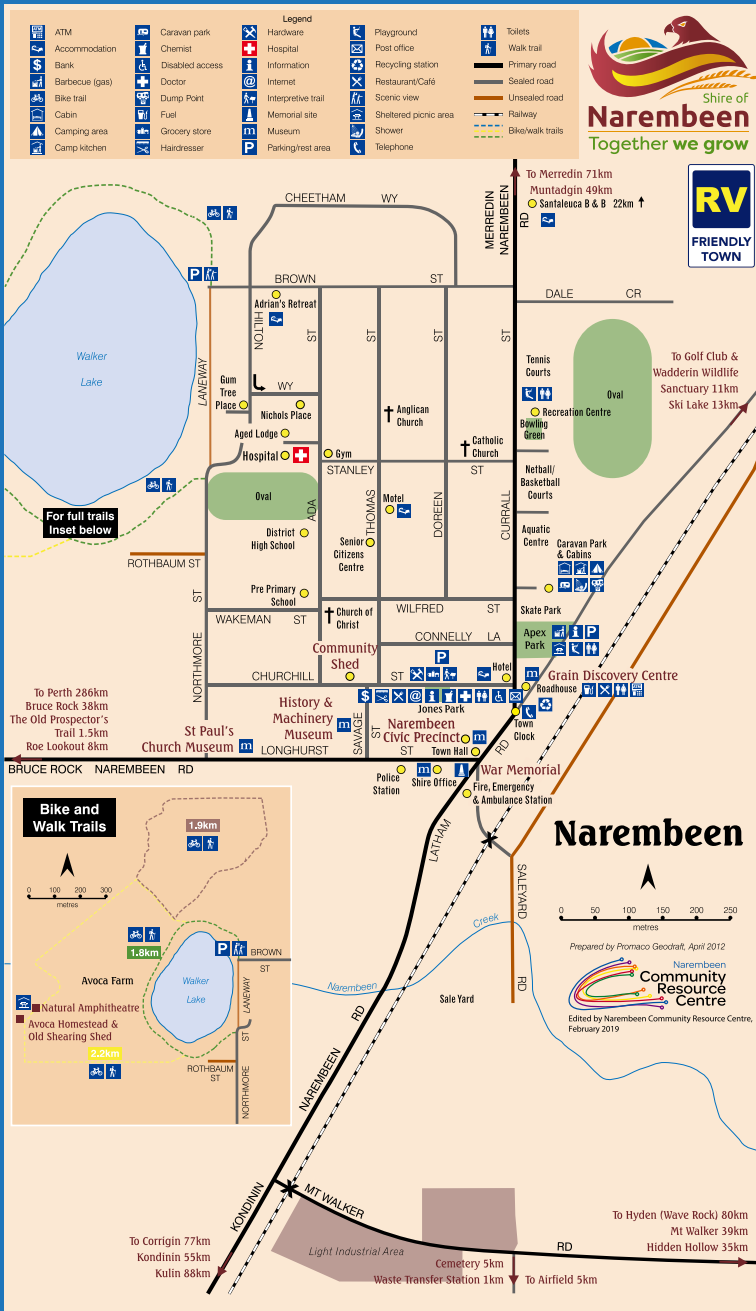 Legend
ATM
Accommodation
Bank
Barbecue (gas)
Bike trail
Cabin
Camping area
Camp kitchen
Caravan park
Chemist
Disabled access
Doctor
Dump Point
Fuel
Grocery store
Hairdresser
Hardware
Hospital
Information
Internet
Interpretive trail
Memorial site
Museum
Parking/rest area
Playground
Post office
Recycling station
Restaurant/Café
Scenic view
Sheltered picnic area
Shower
Telephone
Toilets
Walk trail
Primary road
Sealed road
Unsealed road
Railway
Bike/walk trails
Shire of
Narembeen
Together we grow
RV
FRIENDLY
TOWN
To Merredin 71km
Muntadgin 49km
Santaleuca B & B 22km
MERREDIN
NAREMBEEN
RD
CHEETHAM WY
BROWN ST
DALE CR
Adrian's Retreat
HILTON
WY
ST
ST
ST
ST
LANEWAY
Walker
Lake
Gum
Tree
Place
Nichols Place
Aged Lodge
Hospital
Gym
Anglican
Church
Catholic
Church
Tennis
Courts
Oval
Recreation Centre
Bowling
Green
To Golf Club &
Wadderin Wildlife
Sanctuary 11km
Ski Lake 13km
STANLEY ST
Netball/
Basketball
Courts
Oval
ADA
THOMAS
DOREEN
CURRALL
Motel
For full trails
Inset below
District
High School
Senior
Citizens
Centre
Aquatic
Centre
Caravan Park
& Cabins
ROTHBAUM ST
Pre Primary
School
Skate Park
WAKEMAN ST
Church of
Christ
WILFRED ST
CONNELLY LA
Apex
Park
NORTHMORE
ST
Community
Shed
P
CHURCHILL ST
Hotel
Grain Discovery Centre
Roadhouse
To Perth 286km
Bruce Rock 38km
The Old Prospector's
Trail 1.5km
Roe Lookout 8km
St Paul's
Church Museum
History &
Machinery
Museum
SAVAGE
ST
Jones Park
Narembeen
Civic Precinct
Town Hall
Town
Clock
RD
LONGHURST ST
BRUCE ROCK NAREMBEEN RD
Police
Station
Shire Office
War Memorial
Fire, Emergency
& Ambulance Station
LATHAM
Bike and
Walk Trails
1.9km
0 100 200 300
metres
1.8km
P
BROWN
ST
Avoca Farm
Walker
Lake
LANEWAY
Natural Amphitheatre
Avoca Homestead &
Old Shearing Shed
2.2km
ROTHBAUM
ST
NORTHMORE
ST
Narembeen
SALEYARD
RD
0 50 100 150 200 250
metres
Prepared by Promaco Geodraft, April 2012
Narembeen
Community
Resource
Centre
Edited by Narembeen Community Resource Centre,
February 2019
Creek
Narembeen
Sale Yard
KONDININ NAREMBEEN RD
MT WALKER RD
Light Industrial Area
To Corrigin 77km
Kondinin 55km
Kulin 88km
Cemetery 5km
Waste Transfer Station 1km
To Airfield 5km
To Hyden (Wave Rock) 80km
Mt Walker 39km
Hidden Hollow 35km